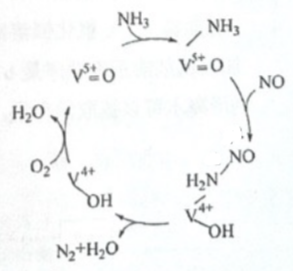 NH₃
NH₃
V⁵⁺=O
V⁵⁺=O
NO
H₂O
NO
O₂
H₂N
V⁴⁺
OH
V⁴⁺
OH
N₂+H₂O